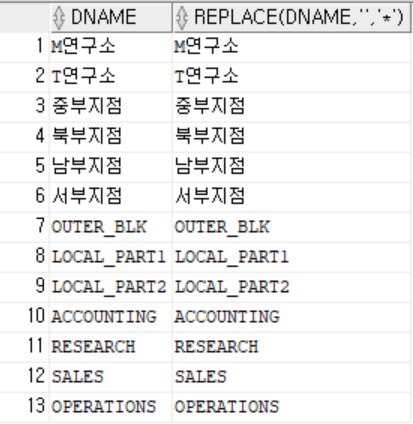 DNAME REPLACE(DNAME,'','*')
1 M연구소 M연구소
2 T연구소 T연구소
3 중부지점 중부지점
4 북부지점 북부지점
5 남부지점 남부지점
6 서부지점 서부지점
7 OUTER_BLK OUTER_BLK
8 LOCAL_PART1 LOCAL_PART1
9 LOCAL_PART2 LOCAL_PART2
10 ACCOUNTING ACCOUNTING
11 RESEARCH RESEARCH
12 SALES SALES
13 OPERATIONS OPERATIONS